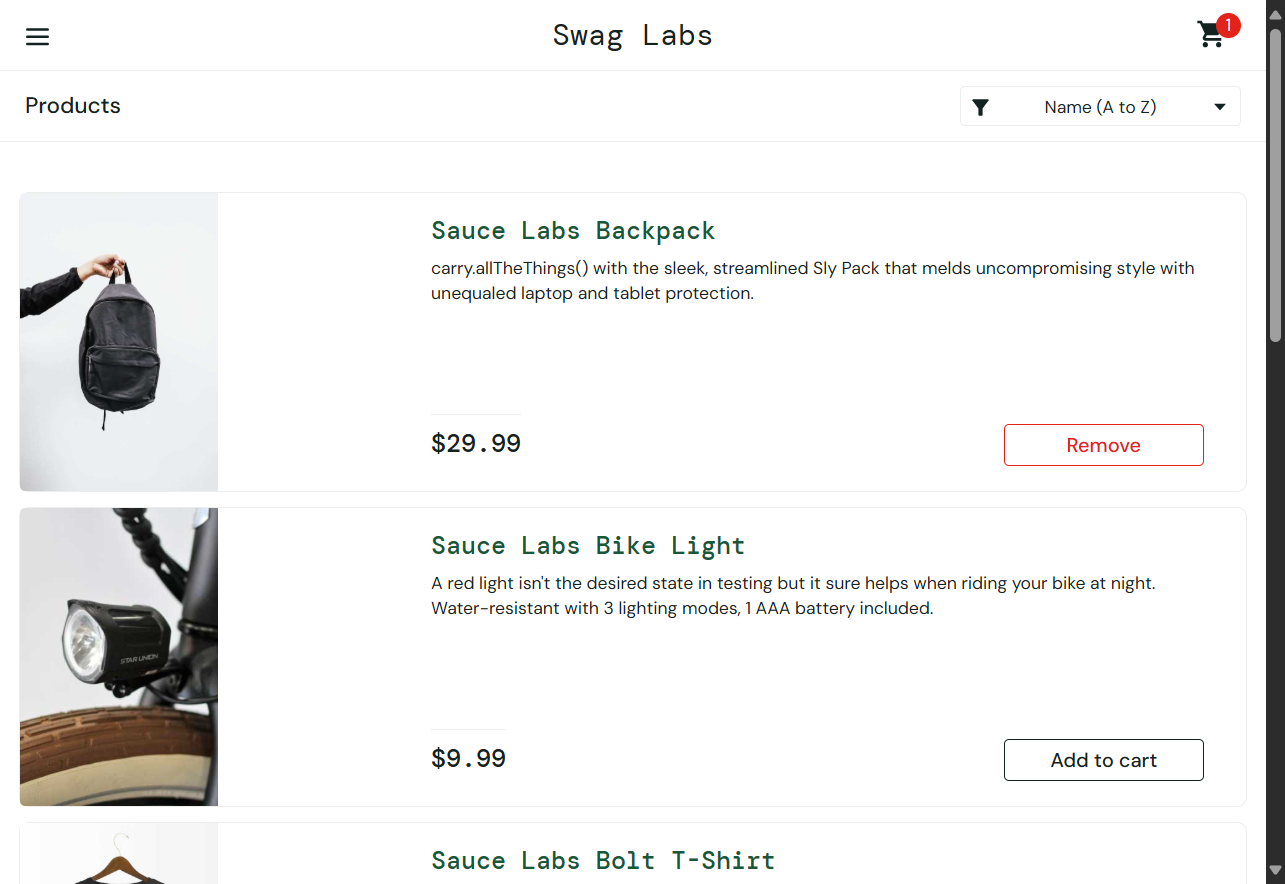 Swag Labs
1
Products
Name (A to Z)
Sauce Labs Backpack
carry.allTheThings() with the sleek, streamlined Sly Pack that melds uncompromising style with
unequaled laptop and tablet protection.
$29.99
Remove
STAR UNION
Sauce Labs Bike Light
A red light isn't the desired state in testing but it sure helps when riding your bike at night.
Water-resistant with 3 lighting modes, 1 AAA battery included.
$9.99
Add to cart
Sauce Labs Bolt T-Shirt